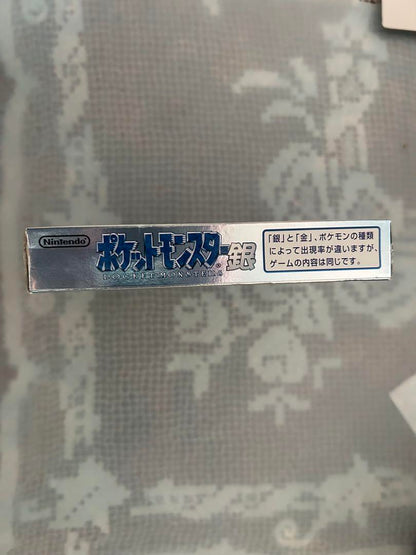 Nintendo
ポケットモンスター銀
POCKET MONSTERS
「銀」と「金」、ポケモンの種類
によって出現率が違いますが、
ゲームの内容は同じです。